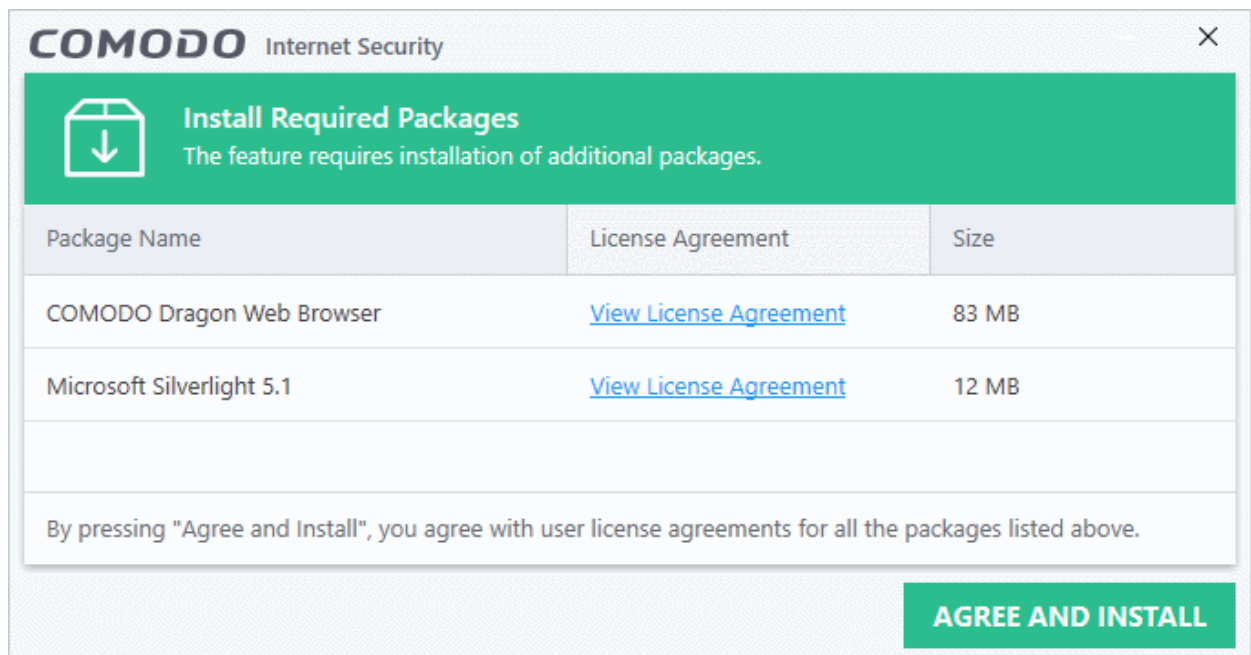 COMODO Internet Security
Install Required Packages
The feature requires installation of additional packages.
Package Name License Agreement Size
COMODO Dragon Web Browser View License Agreement 83 MB
Microsoft Silverlight 5.1 View License Agreement 12 MB
By pressing "Agree and Install", you agree with user license agreements for all the packages listed above.
AGREE AND INSTALL